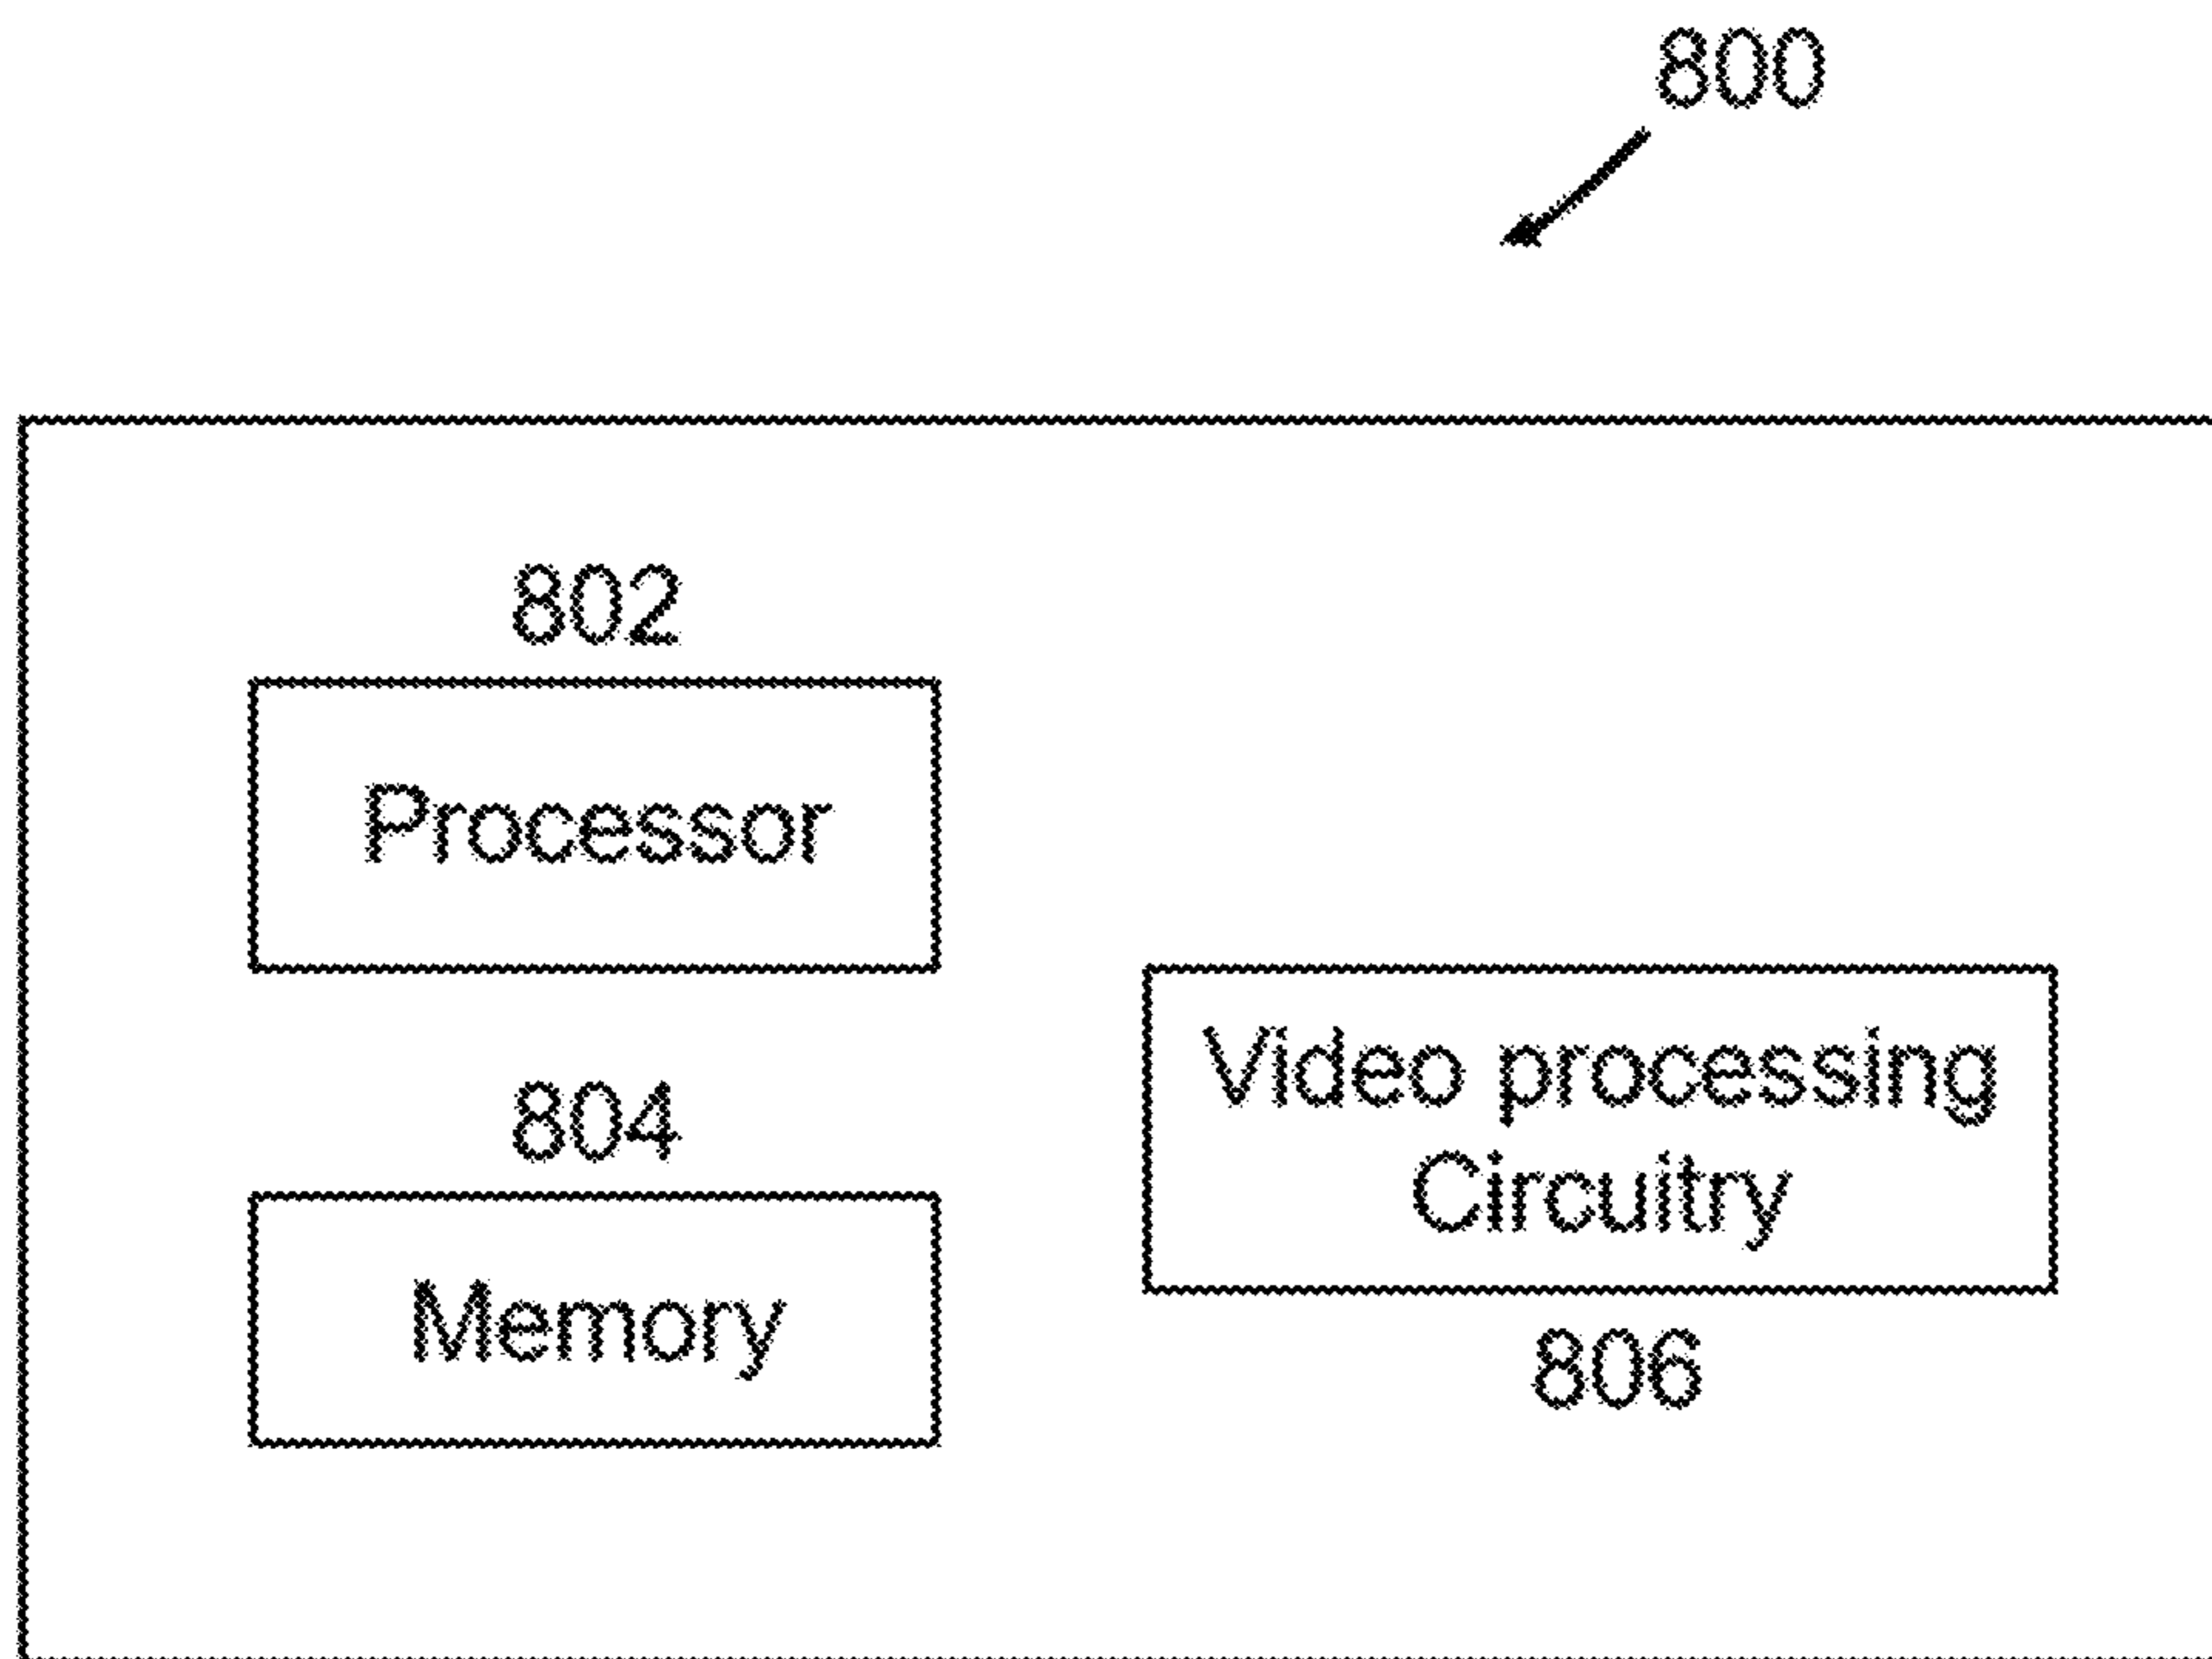 800
802
Processor
804
Memory
Video processing
Circuitry
806